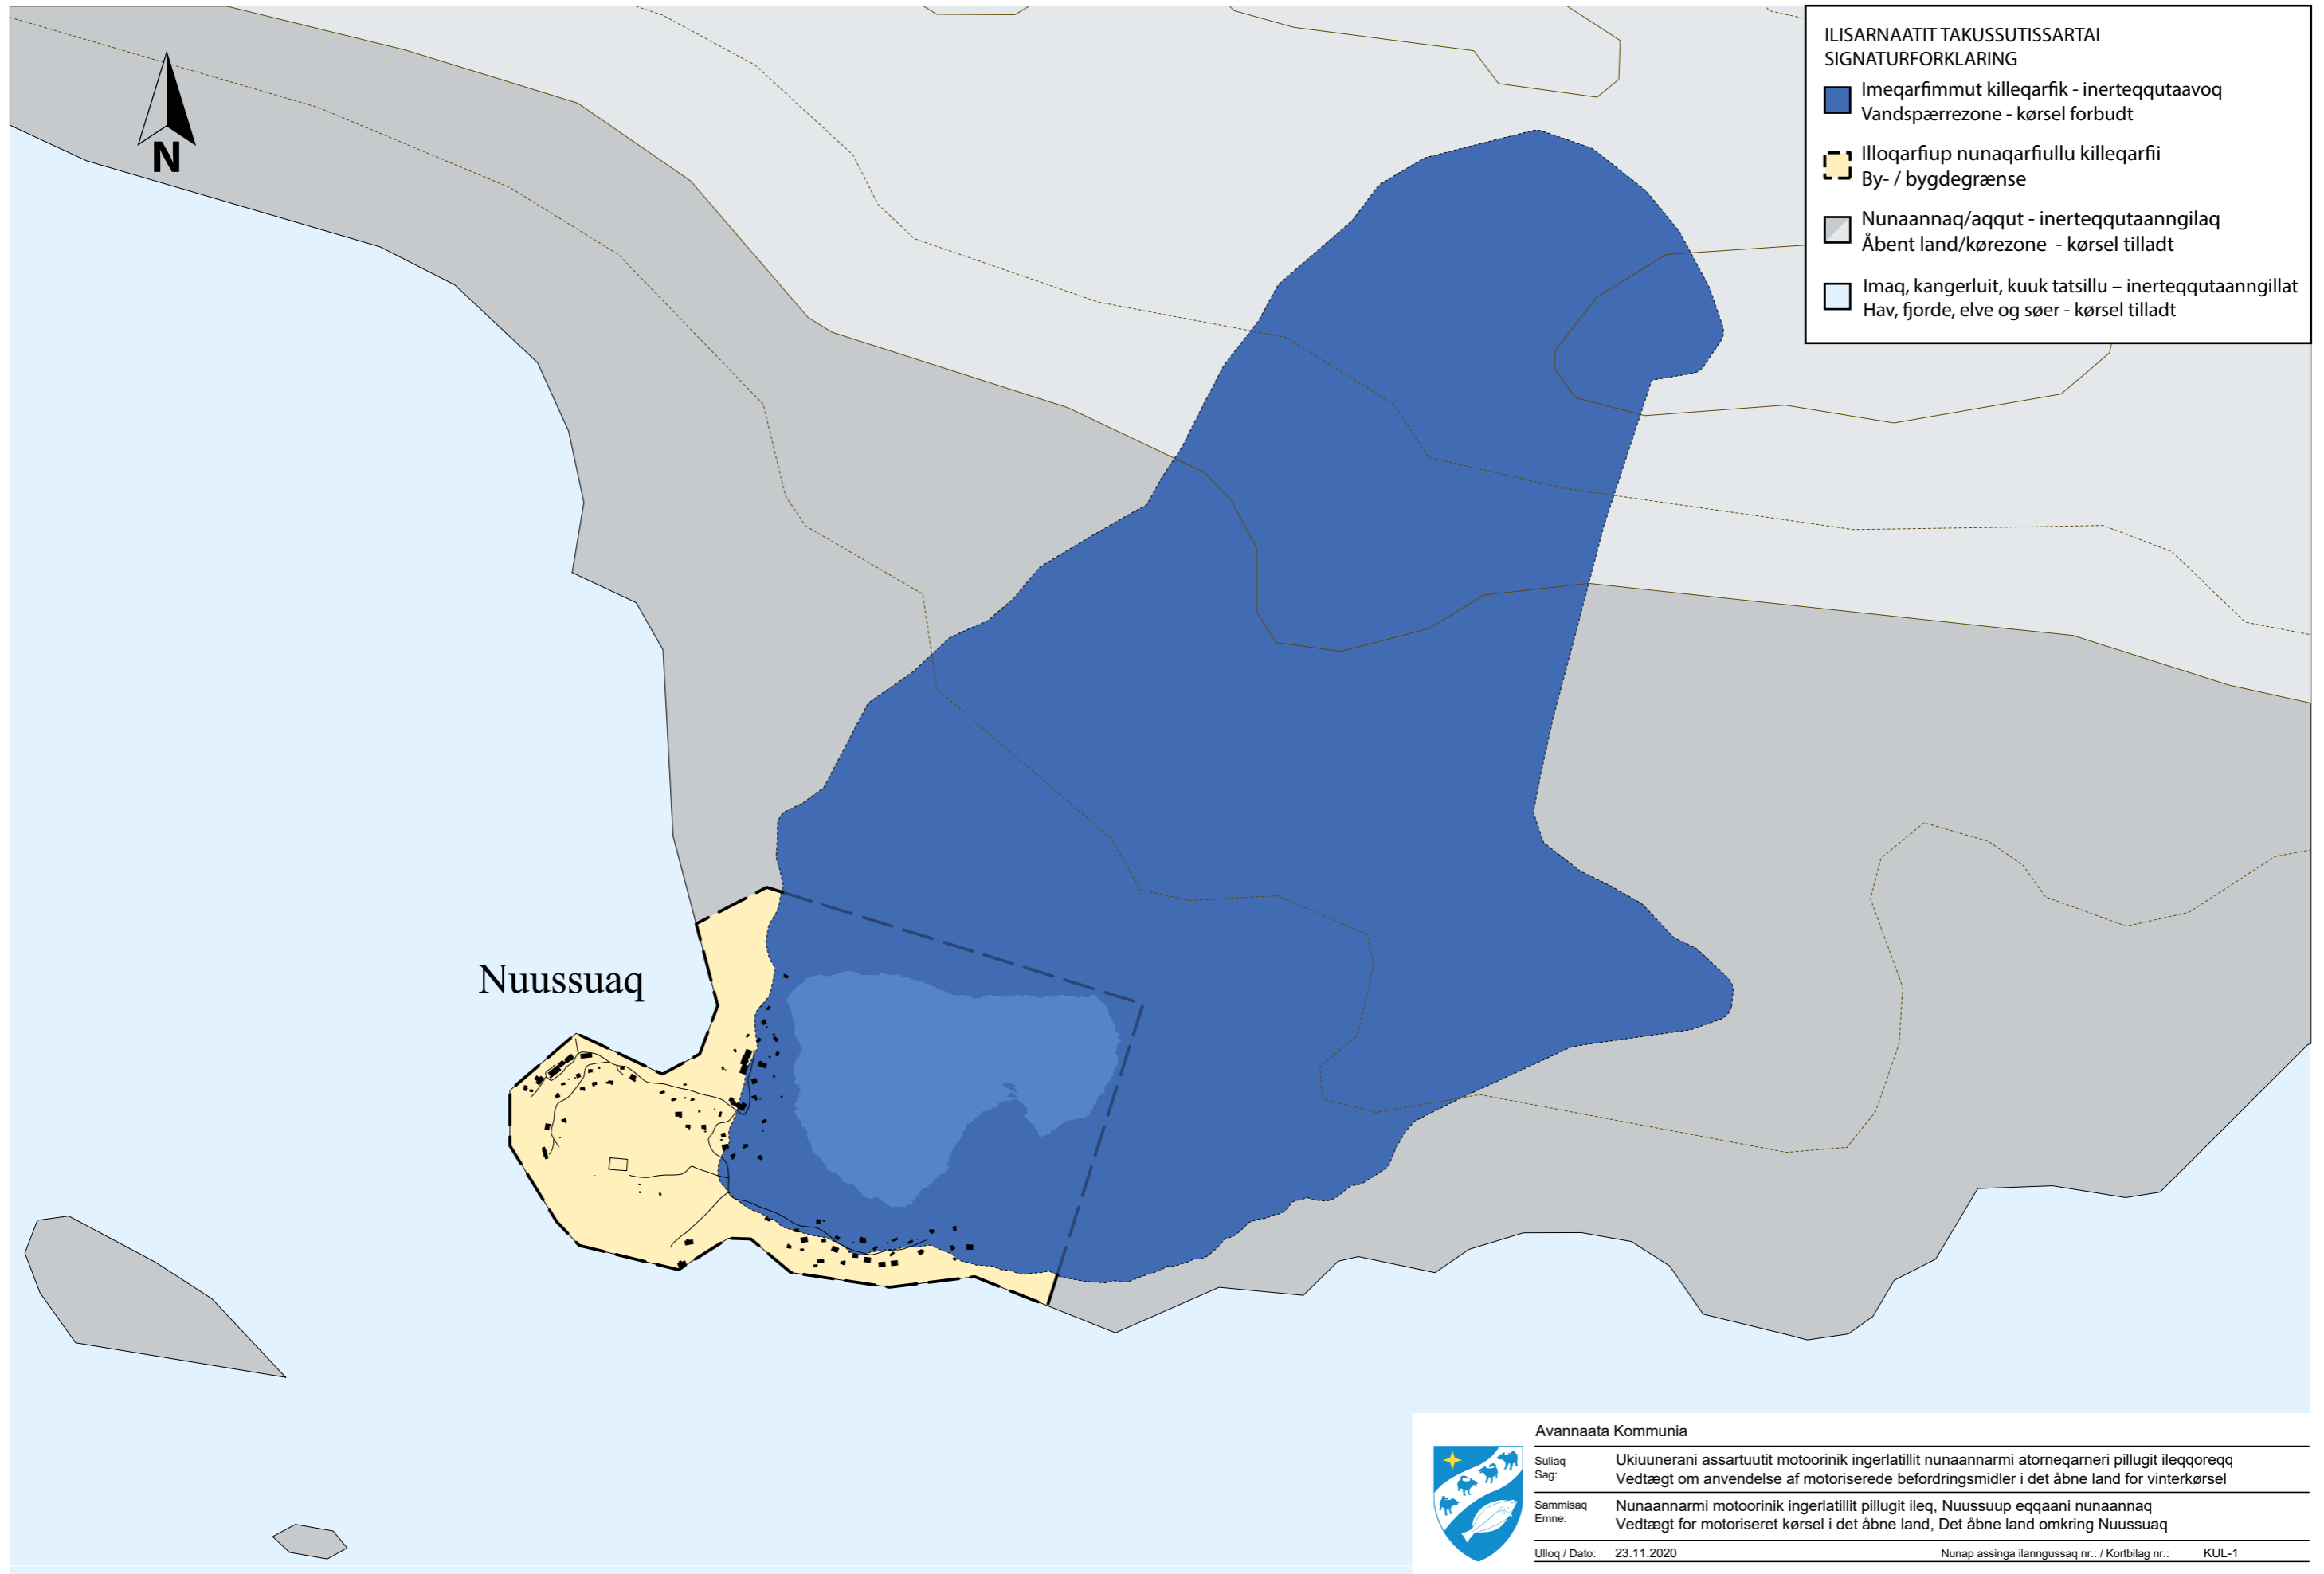 ILISARNAATIT TAKUSSUTISSARTAI
SIGNATURFORKLARING
Imeqarfimmut killeqarfik - inerteqqutaavoq
Vandspærrezone - kørsel forbudt
Illoqarfiup nunaqarfiullu killeqarfii
By- / bygdegrænse
Nunaannaq/aqqut - inerteqqutaanngilaq
Åbent land/kørezone - kørsel tilladt
Imaq, kangerluit, kuuk tatsillu – inerteqqutaanngillat
Hav, fjorde, elve og søer - kørsel tilladt
N
Nuussuaq
Avannaata Kommunia
Suliaq
Sag:
Ukiuunerani assartuutit motoorinik ingerlatillit nunaannarmi atorneqarneri pillugit ileqqoreqq
Vedtægt om anvendelse af motoriserede befordringsmidler i det åbne land for vinterkørsel
Sammisaq
Emne:
Nunaannarmi motoorinik ingerlatillit pillugit ileq, Nuussuup eqqaani nunaannaq
Vedtægt for motoriseret kørsel i det åbne land, Det åbne land omkring Nuussuaq
Ulloq / Dato: 23.11.2020 Nunap assinga ilanngussaq nr.: / Kortbilag nr.: KUL-1